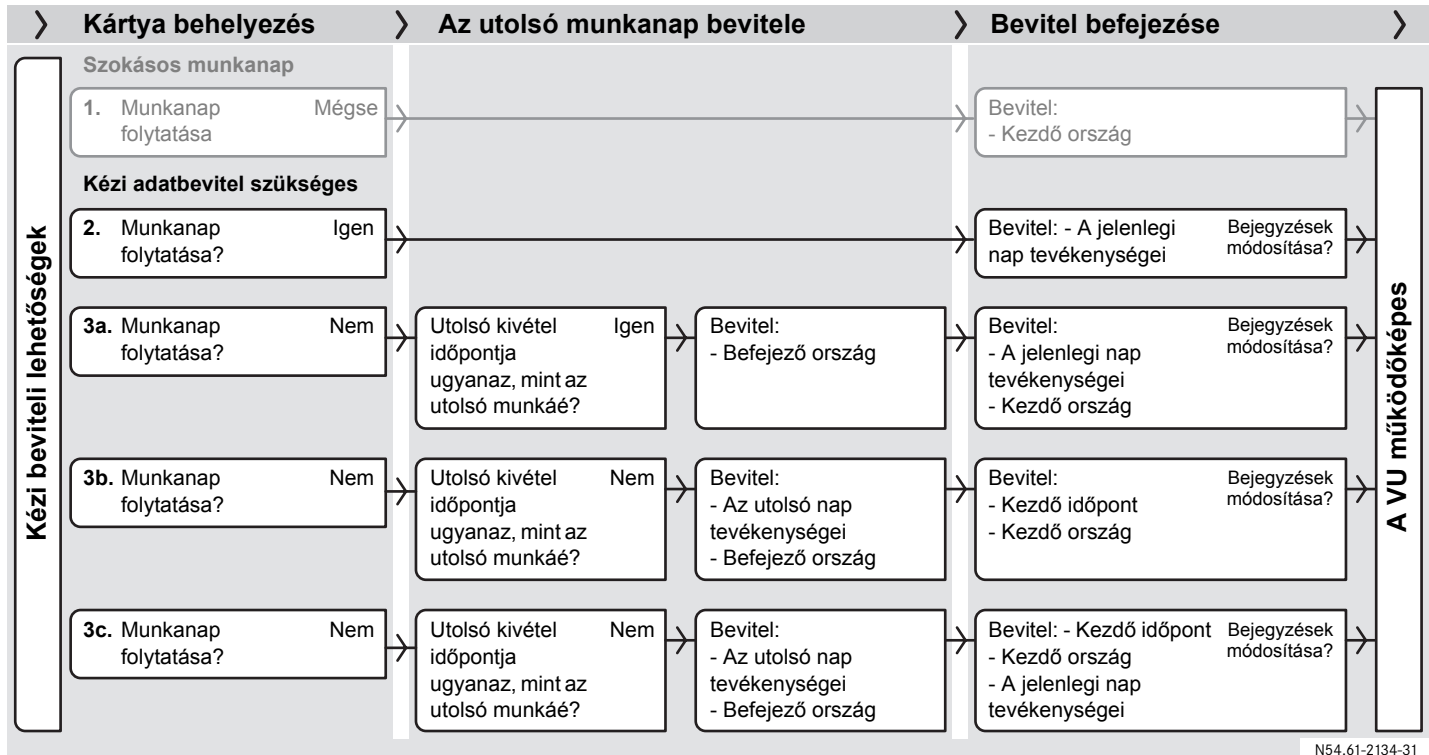 Kártya behelyezés
Az utolsó munkanap bevitele
Bevitel befejezése
Kézi beviteli lehetőségek
Szokásos munkanap
1. Munkanap Mégse
folytatása
Bevitel:
- Kezdő ország
Kézi adatbevitel szükséges
2. Munkanap Igen
folytatása?
Bevitel: - A jelenlegi
nap tevékenységei
Bejegyzések
módosítása?
3a. Munkanap Nem
folytatása?
Utolsó kivétel Igen
időpontja
ugyanaz, mint az
utolsó munkáé?
Bevitel:
- Befejező ország
Bevitel:
- A jelenlegi nap
tevékenységei
- Kezdő ország
Bejegyzések
módosítása?
3b. Munkanap Nem
folytatása?
Utolsó kivétel Nem
időpontja
ugyanaz, mint az
utolsó munkáé?
Bevitel:
- Az utolsó nap
tevékenységei
- Befejező ország
Bevitel:
- Kezdő időpont
- Kezdő ország
Bejegyzések
módosítása?
3c. Munkanap Nem
folytatása?
Utolsó kivétel Nem
időpontja
ugyanaz, mint az
utolsó munkáé?
Bevitel:
- Az utolsó nap
tevékenységei
- Befejező ország
Bevitel: - Kezdő időpont
- Kezdő ország
- A jelenlegi nap
tevékenységei
Bejegyzések
módosítása?
A VU működőképes
N54.61-2134-31